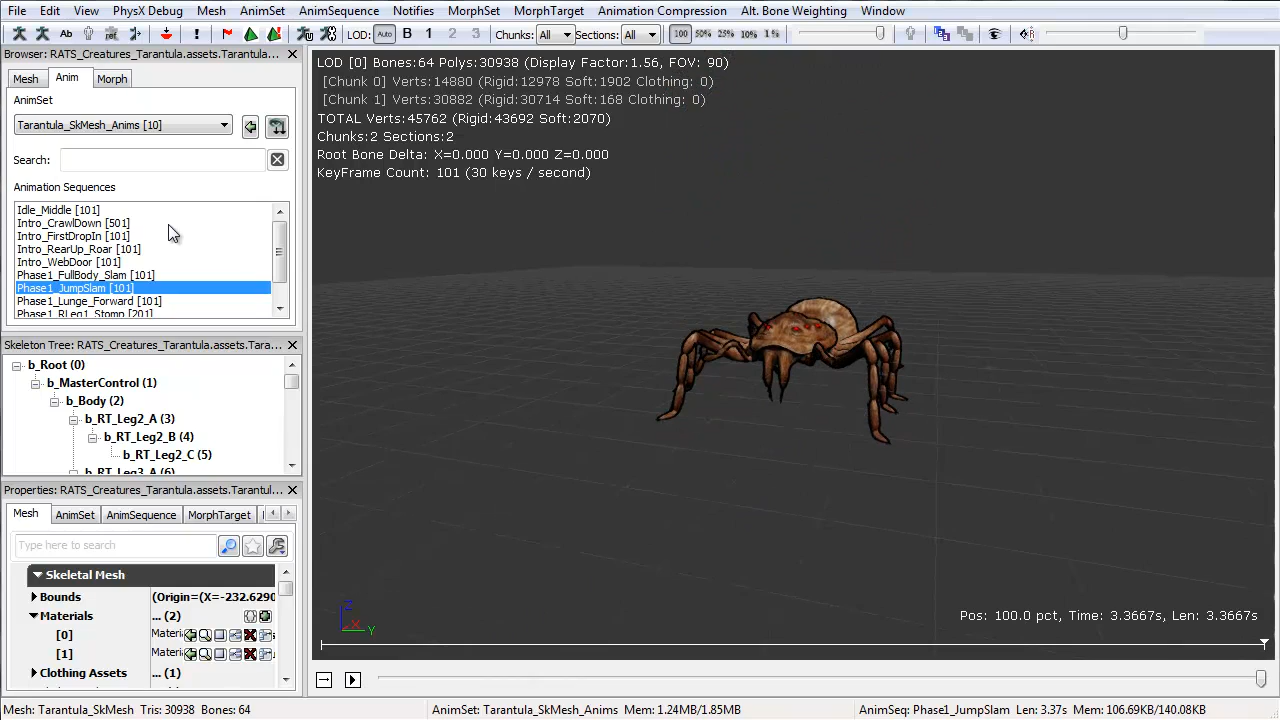 File Edit View PhysX Debug Mesh AnimSet AnimSequence Notifies MorphSet MorphTarget Animation Compression Alt. Bone Weighting Window
Ab LOD: Auto B 1 2 3 Chunks: All Sections: All 100 50% 25% 10% 1%
Browser: RATS_Creatures_Tarantula.assets.Tarantula...
Mesh Anim Morph
AnimSet
Tarantula_SkMesh_Anims [10]
Search:
Animation Sequences
Idle_Middle [101]
Intro_CrawlDown [501]
Intro_FirstDropIn [101]
Intro_RearUp_Roar [101]
Intro_WebDoor [101]
Phase1_FullBody_Slam [101]
Phase1_JumpSlam [101]
Phase1_Lunge_Forward [101]
Phase1_RLeg1_Stomp [201]
Skeleton Tree: RATS_Creatures_Tarantula.assets.Tara...
b_Root (0)
b_MasterControl (1)
b_Body (2)
b_RT_Leg2_A (3)
b_RT_Leg2_B (4)
b_RT_Leg2_C (5)
b_RT_Leg3_A (6)
Properties: RATS_Creatures_Tarantula.assets.Tarantul...
Mesh AnimSet AnimSequence MorphTarget
Type here to search
Skeletal Mesh
Bounds (Origin=(X=-232.6290
Materials ... (2)
[0] Materi
[1] Materi
Clothing Assets ... (1)
LOD [0] Bones:64 Polys:30938 (Display Factor:1.56, FOV: 90)
[Chunk 0] Verts:14880 (Rigid:12978 Soft:1902 Clothing: 0)
[Chunk 1] Verts:30882 (Rigid:30714 Soft:168 Clothing: 0)
TOTAL Verts:45762 (Rigid:43692 Soft:2070)
Chunks:2 Sections:2
Root Bone Delta: X=0.000 Y=0.000 Z=0.000
KeyFrame Count: 101 (30 keys / second)
Z
X Y
Pos: 100.0 pct, Time: 3.3667s, Len: 3.3667s
Mesh: Tarantula_SkMesh Tris: 30938 Bones: 64 AnimSet: Tarantula_SkMesh_Anims Mem: 1.24MB/1.85MB AnimSeq: Phase1_JumpSlam Len: 3.37s Mem: 106.69KB/140.08KB